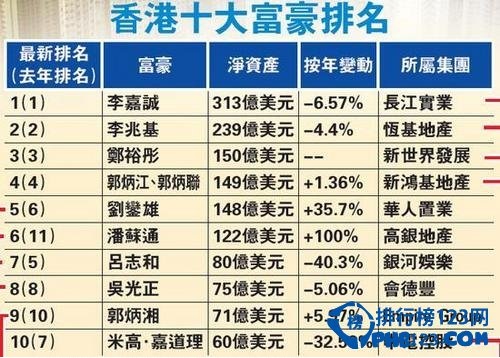 香港十大富豪排名
最新排名 (去年排名) 富豪 淨資產 按年變動 所屬集團
1(1) 李嘉誠 313億美元 -6.57% 長江實業
2(2) 李兆基 239億美元 -4.4% 恆基地產
3(3) 鄭裕彤 150億美元 -- 新世界發展
4(4) 郭炳江、郭炳聯 149億美元 +1.36% 新鴻基地產
5(6) 劉鑾雄 148億美元 +35.7% 華人置業
6(11) 潘蘇通 122億美元 +100% 高銀地產
7(5) 呂志和 80億美元 -40.3% 銀河娛樂
8(8) 吳光正 75億美元 -5.06% 會德豐
9(10) 郭炳湘 71億美元 Group
10(7) 米高·嘉道理 60億美元 電控股
排行榜123网